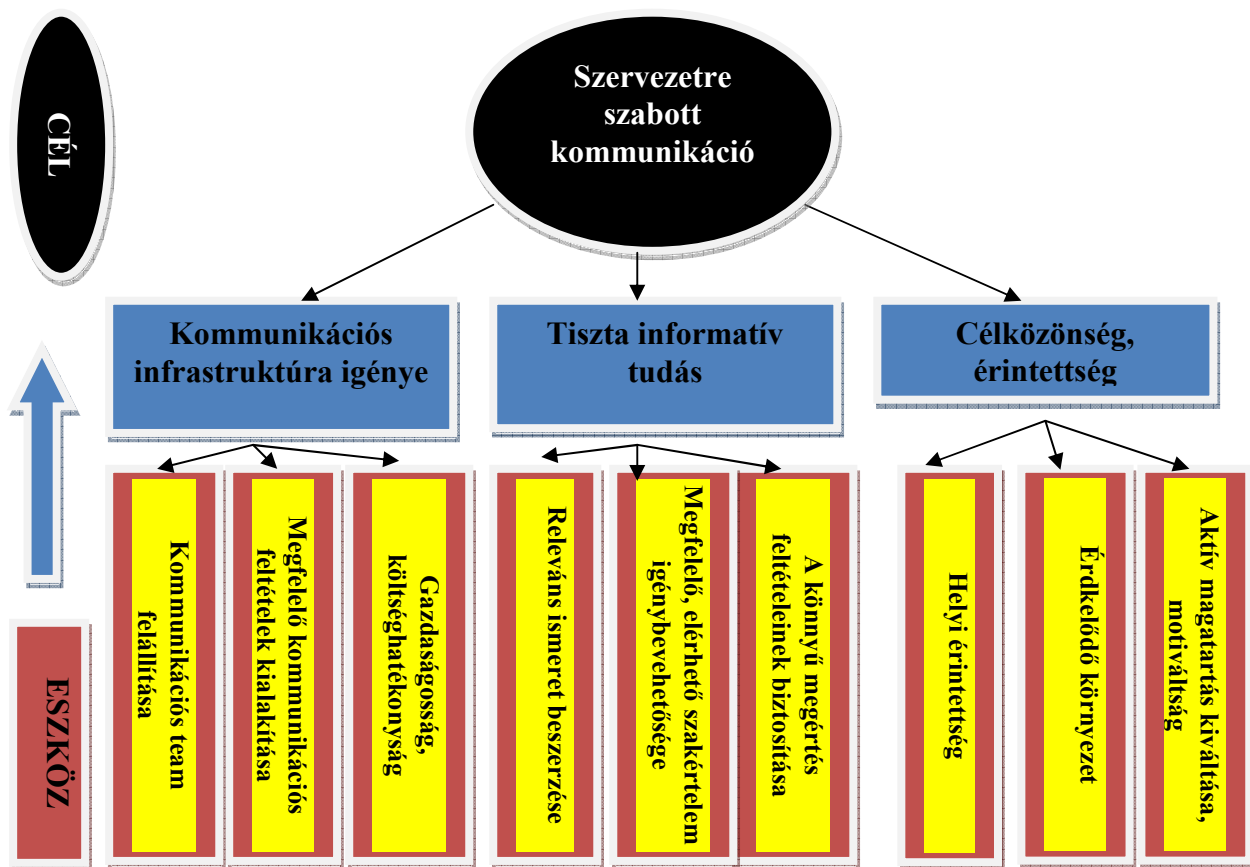 CÉL
Szervezetre
szabott
kommunikáció
Kommunikációs
infrastruktúra igénye
Tiszta informatív
tudás
Célközönség,
érintettség
ESZKÖZ
Kommunikációs team
felállítása
Megfelelő kommunikációs
feltételek kialakítása
Gazdaságosság,
költséghatékonyság
Releváns ismeret beszerzése
Megfelelő, elérhető szakértelem
igénybevehetősége
A könnyű megértés
feltételeinek biztosítása
Helyi érintettség
Érdkelődő környezet
Aktív magatartás kiváltása,
motiváltság